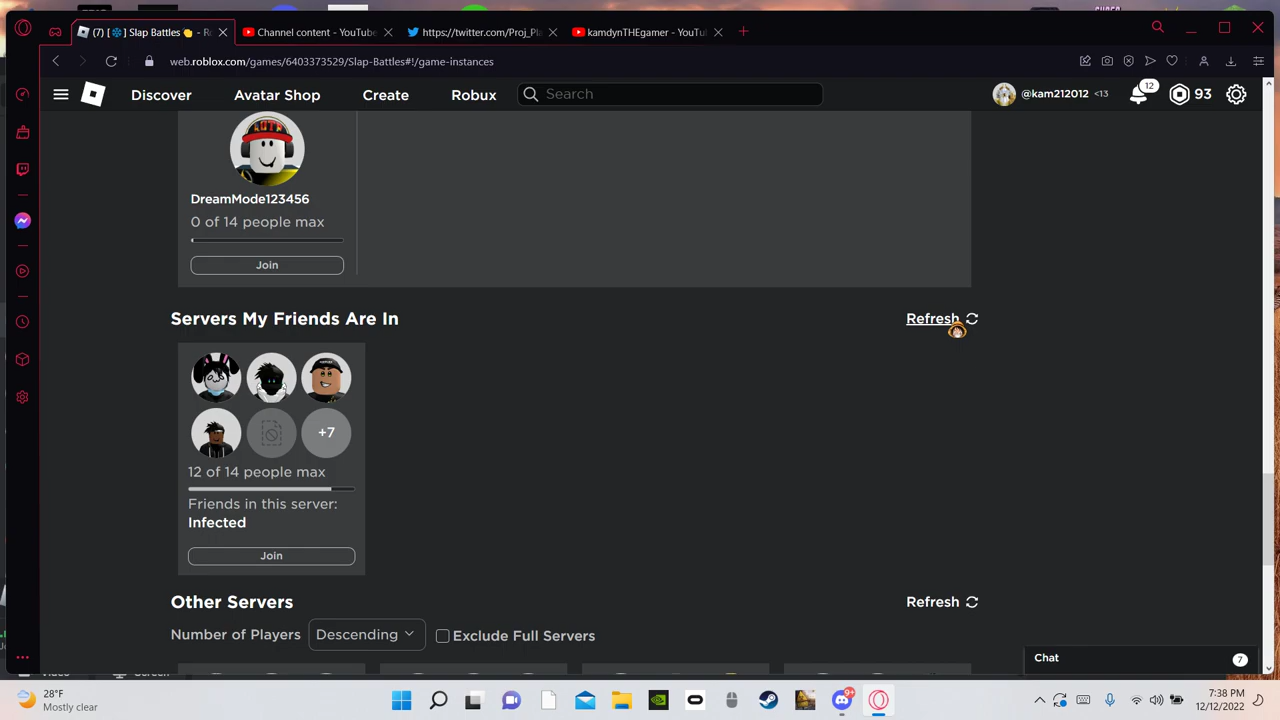 (7) [❄️] Slap Battles 👏 - Ro
Channel content - YouTube
https://twitter.com/Proj_Pla
kamdynTHEgamer - YouTu
web.roblox.com/games/6403373529/Slap-Battles#!/game-instances
Discover
Avatar Shop
Create
Robux
Search
@kam212012 <13
12
93
DreamMode123456
0 of 14 people max
Join
Servers My Friends Are In
Refresh
+7
12 of 14 people max
Friends in this server:
Infected
Join
Other Servers
Refresh
Number of Players
Descending
Exclude Full Servers
Chat
7
28°F
Mostly clear
9+
7:38 PM
12/12/2022